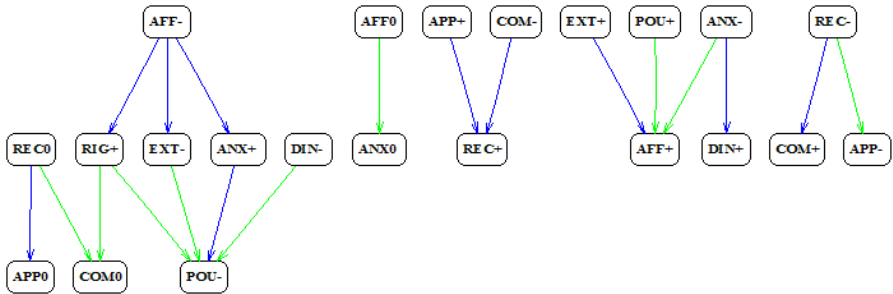 AFF- AFF0 APP+ COM- EXT+ POU+ ANX- REC-
REC0 RIG+ EXT- ANX+ DIN- ANX0 REC+ AFF+ DIN+ COM+ APP-
APP0 COM0 POU-